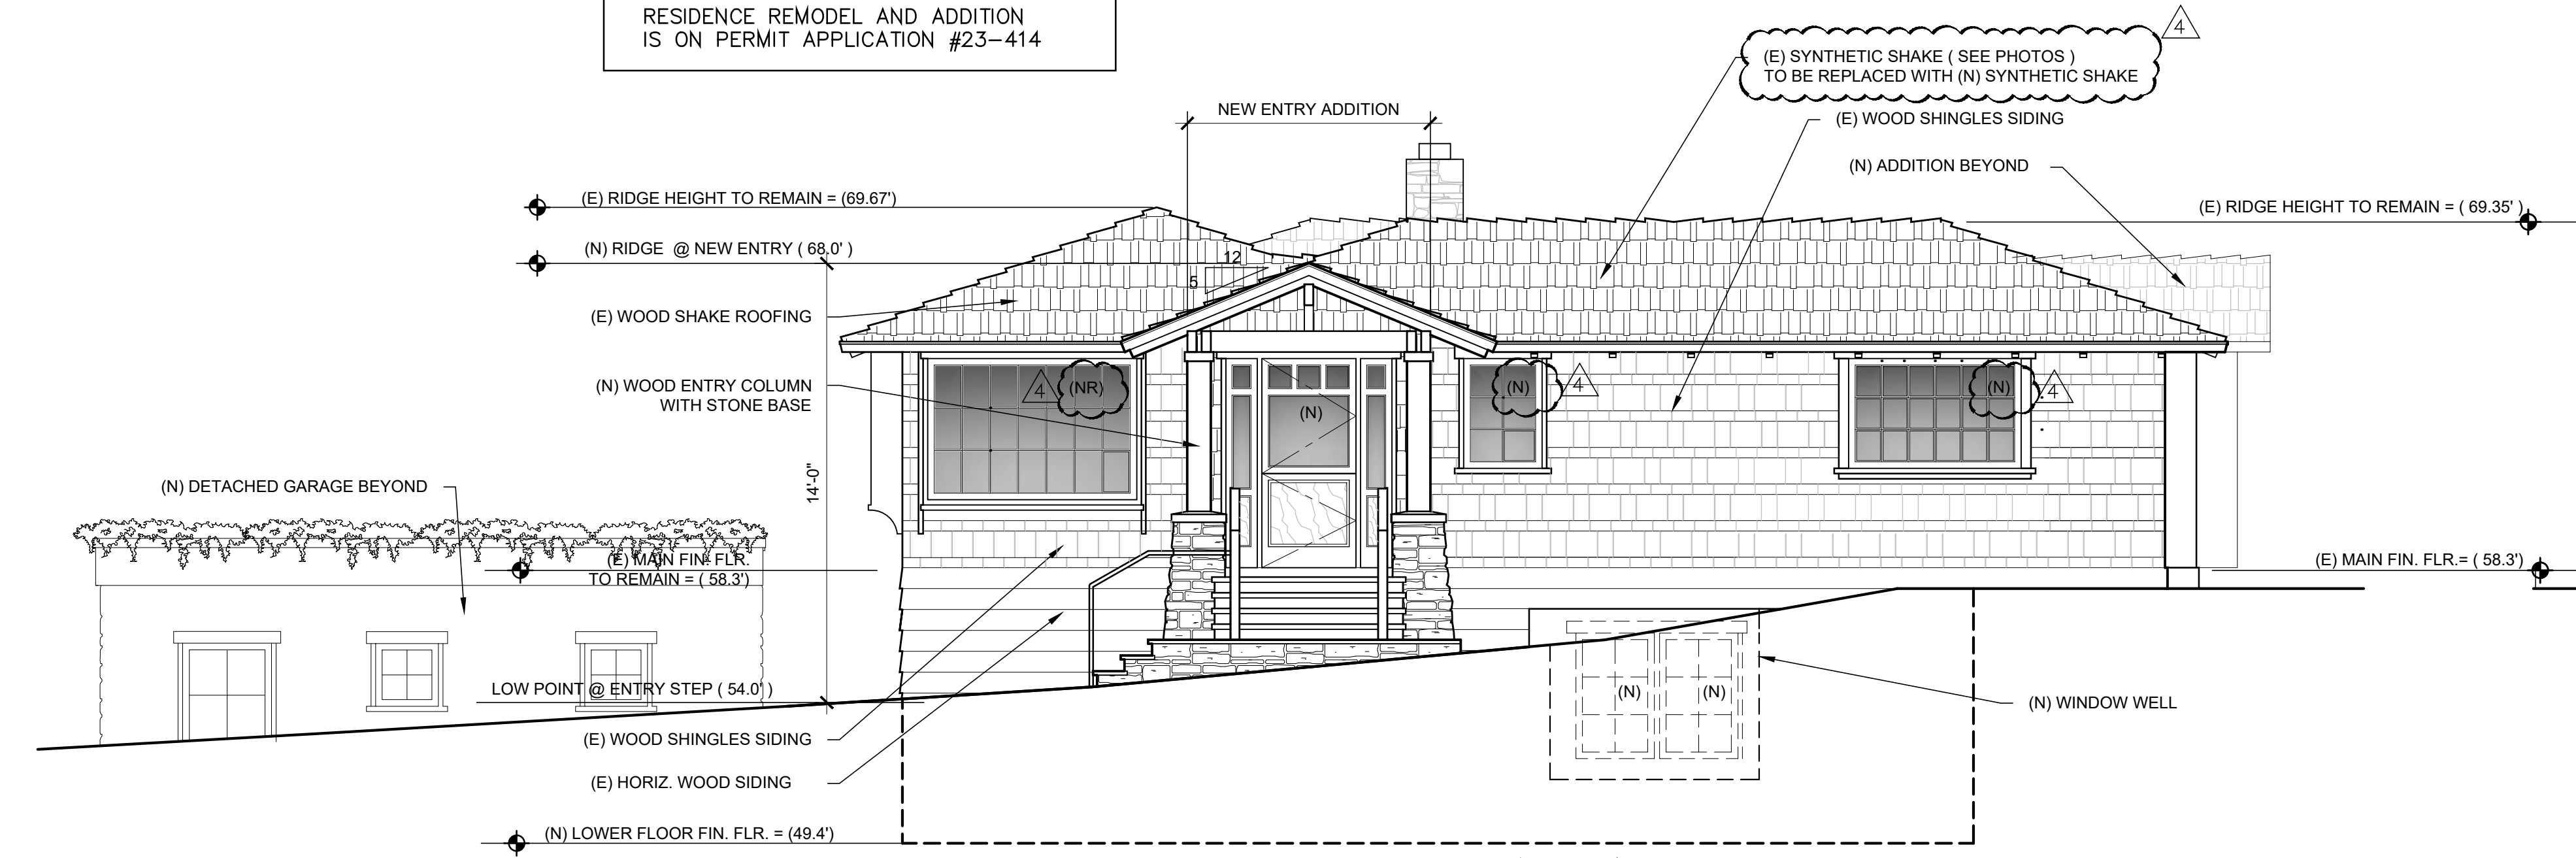 RESIDENCE REMODEL AND ADDITION
IS ON PERMIT APPLICATION #23-414
4
(E) SYNTHETIC SHAKE ( SEE PHOTOS )
TO BE REPLACED WITH (N) SYNTHETIC SHAKE
NEW ENTRY ADDITION
(E) WOOD SHINGLES SIDING
(N) ADDITION BEYOND
(E) RIDGE HEIGHT TO REMAIN = (69.67')
(E) RIDGE HEIGHT TO REMAIN = ( 69.35' )
(N) RIDGE @ NEW ENTRY ( 68.0' )
12
5
(E) WOOD SHAKE ROOFING
(N) WOOD ENTRY COLUMN
WITH STONE BASE
4
(NR)
(N)
(N)
4
(N)
4
14'-0"
(N) DETACHED GARAGE BEYOND
(E) MAIN FIN. FLR.
TO REMAIN = ( 58.3')
(E) MAIN FIN. FLR.= ( 58.3')
LOW POINT @ ENTRY STEP ( 54.0' )
(N)
(N)
(N) WINDOW WELL
(E) WOOD SHINGLES SIDING
(E) HORIZ. WOOD SIDING
(N) LOWER FLOOR FIN. FLR. = (49.4')